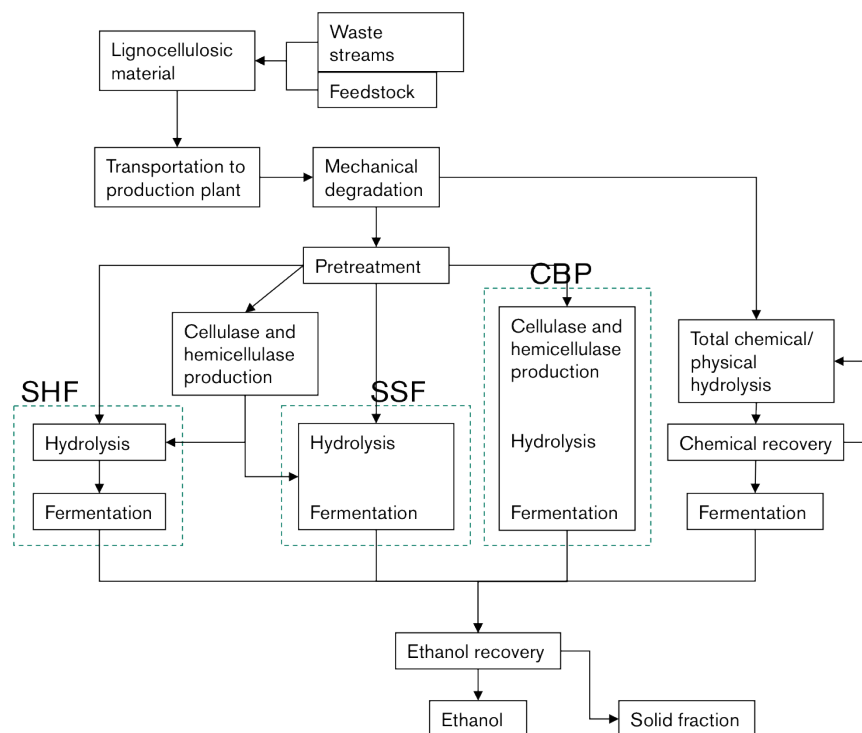 Waste
streams
Lignocellulosic
material
Feedstock
Transportation to
production plant
Mechanical
degradation
Pretreatment
CBP
Cellulase and
hemicellulase
production
Cellulase and
hemicellulase
production
Total chemical/
physical
hydrolysis
SHF
SSF
Hydrolysis
Hydrolysis
Hydrolysis
Chemical recovery
Fermentation
Fermentation
Fermentation
Fermentation
Ethanol recovery
Ethanol
Solid fraction